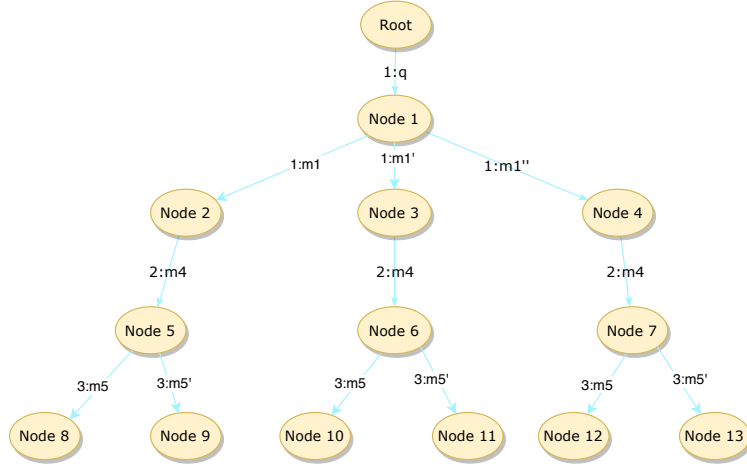 Root
1:q
Node 1
1:m1
1:m1'
1:m1''
Node 2
Node 3
Node 4
2:m4
2:m4
2:m4
Node 5
Node 6
Node 7
3:m5
3:m5'
3:m5
3:m5'
3:m5
3:m5'
Node 8
Node 9
Node 10
Node 11
Node 12
Node 13